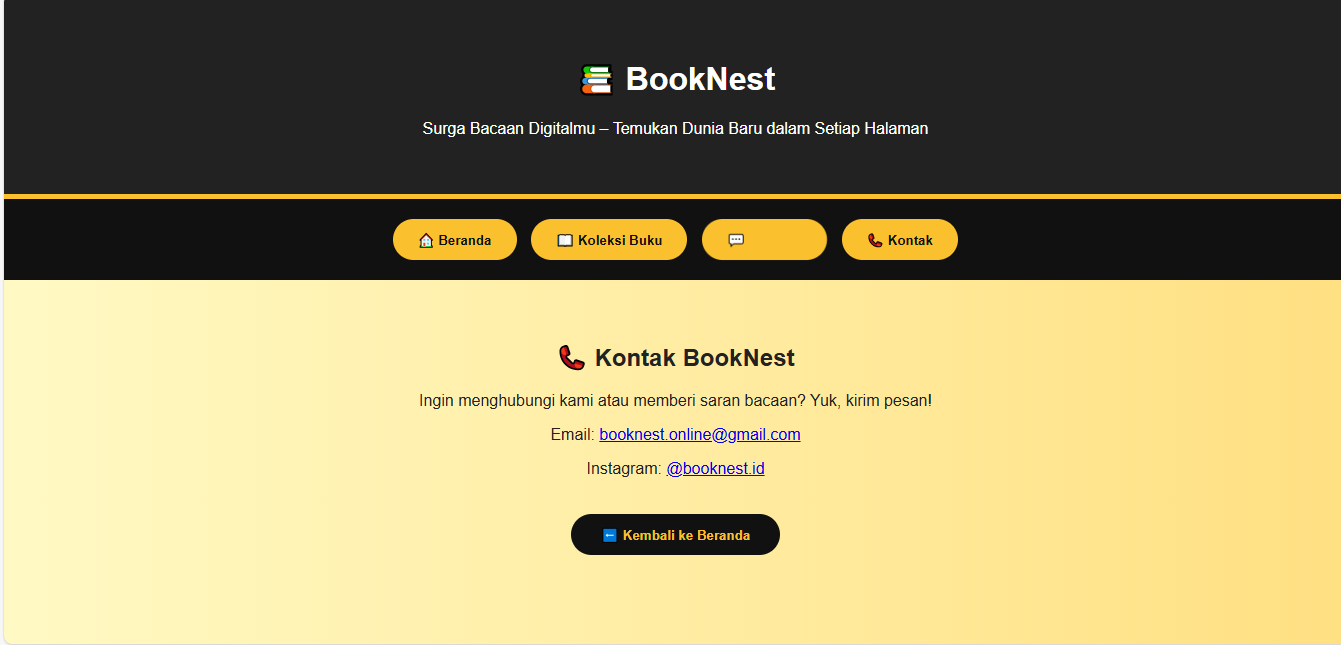 📚 BookNest
Surga Bacaan Digitalmu – Temukan Dunia Baru dalam Setiap Halaman
🏠 Beranda
📖 Koleksi Buku
💬
📞 Kontak
📞 Kontak BookNest
Ingin menghubungi kami atau memberi saran bacaan? Yuk, kirim pesan!
Email: booknest.online@gmail.com
Instagram: @booknest.id
⬅ Kembali ke Beranda